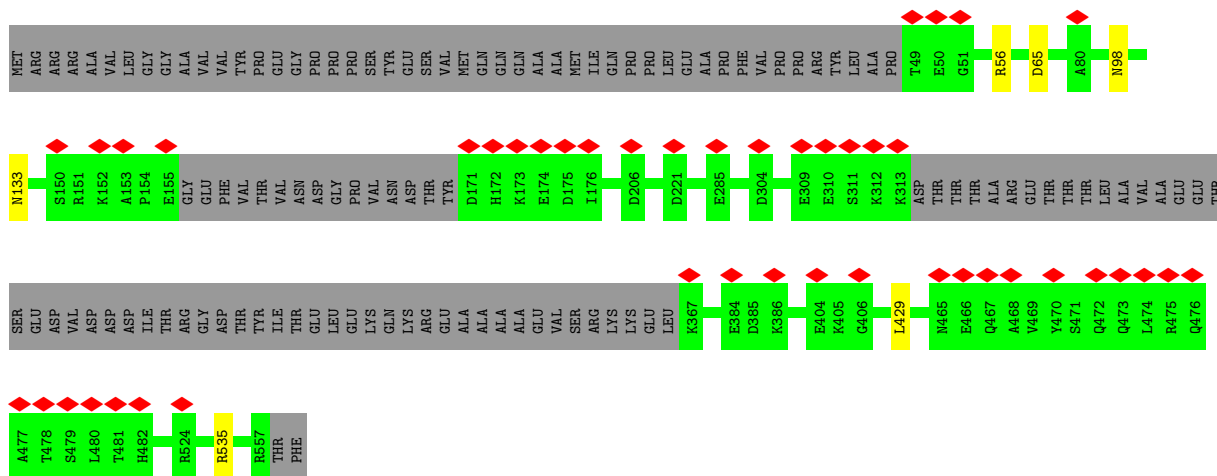 MET ARG ARG ARG ALA VAL LEU GLY GLY ALA VAL VAL TYR PRO GLU GLY PRO PRO PRO SER TYR GLU SER VAL MET GLN GLN GLN ALA ALA MET ILE GLN PRO PRO LEU GLU ALA PRO PHE VAL PRO PRO ARG TYR LEU ALA PRO T49 E50 G51 R56 D65 A80 N98
N133 S150 R151 K152 A153 P154 E155 GLY GLU PHE VAL THR VAL ASN ASP GLY PRO VAL ASN ASP THR TYR D171 H172 K173 E174 D175 I176 D206 D221 E285 D304 E309 E310 S311 K312 K313 ASP THR THR THR ALA ARG GLU THR THR THR LEU ALA VAL ALA GLU GLU THR
SER GLU ASP VAL ASP ASP ASP ILE THR ARG GLY ASP THR TYR ILE THR GLU LEU GLU LYS GLN LYS ARG GLU ALA ALA ALA ALA GLU VAL SER ARG LYS LYS GLU LEU K367 E384 D385 K386 E404 K405 G406 L429 N465 E466 Q467 A468 V469 Y470 S471 Q472 Q473 L474 R475 Q476
A477 T478 S479 L480 T481 H482 R524 R535 R557 THR PHE